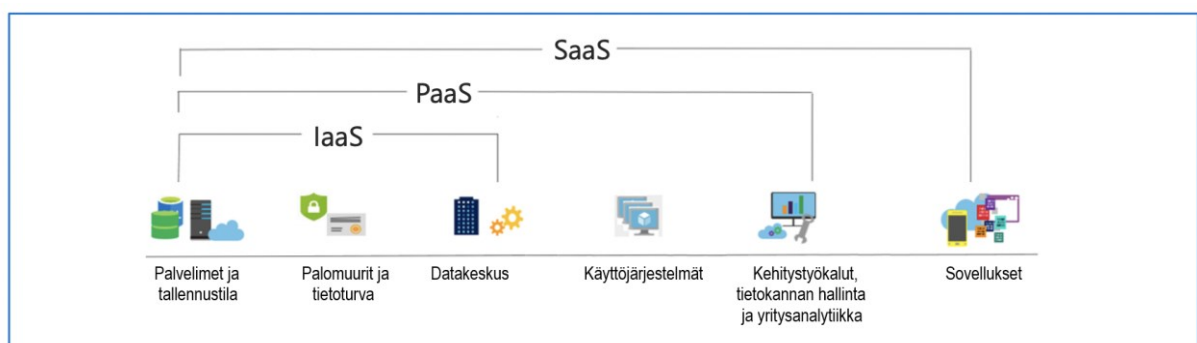 SaaS
PaaS
IaaS
Palvelimet ja
tallennustila
Palomuurit ja
tietoturva
Datakeskus
Käyttöjärjestelmät
Kehitystyökalut,
tietokannan hallinta
ja yritysanalytiikka
Sovellukset